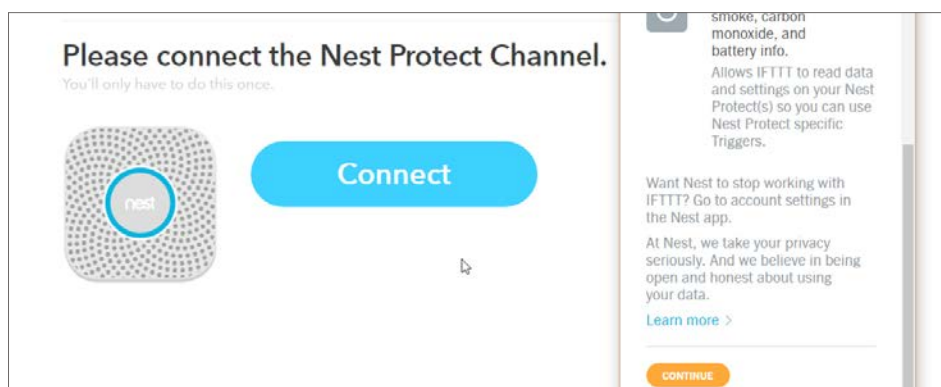 Please connect the Nest Protect Channel.
You'll only have to do this once.
nest
Connect
smoke, carbon
monoxide, and
battery info.
Allows IFTTT to read data
and settings on your Nest
Protect(s) so you can use
Nest Protect specific
Triggers.
Want Nest to stop working with
IFTTT? Go to account settings in
the Nest app.
At Nest, we take your privacy
seriously. And we believe in being
open and honest about using
your data.
Learn more >
CONTINUE